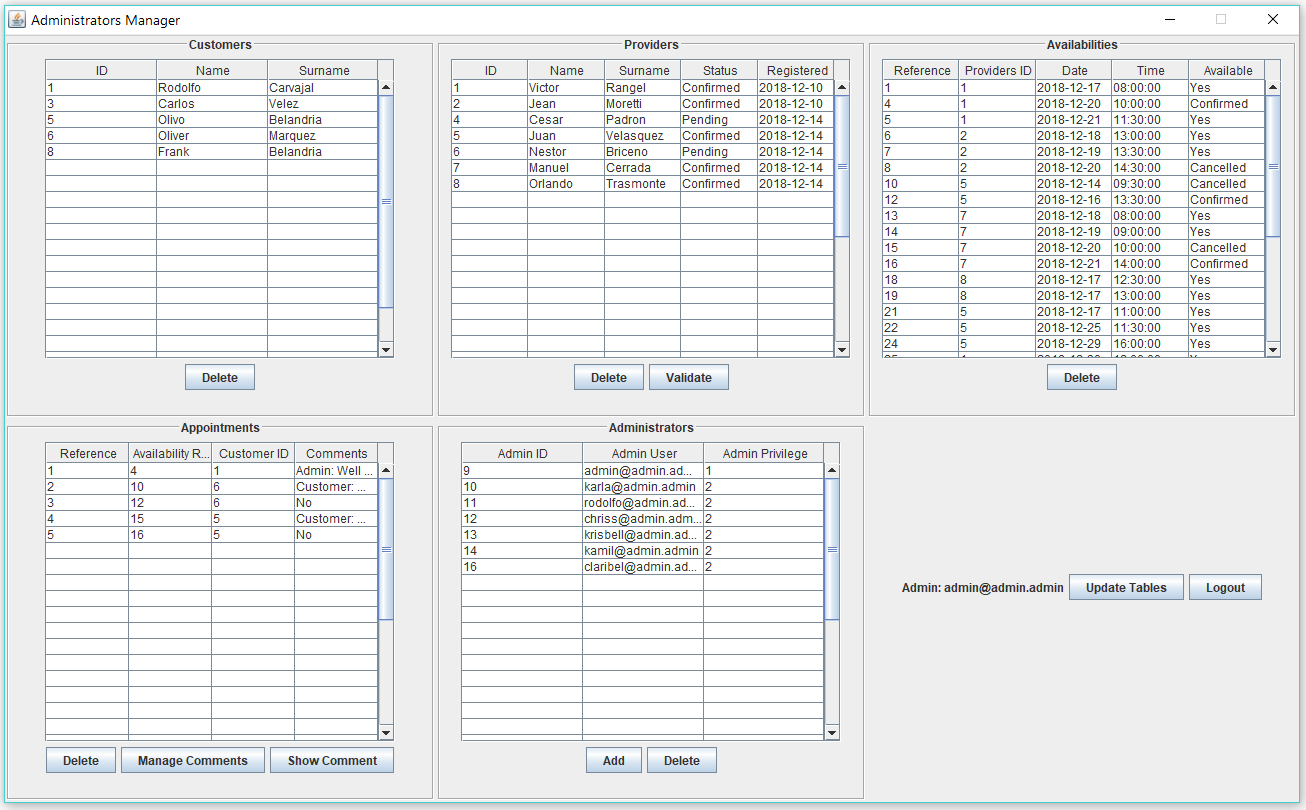 Administrators Manager
Customers
ID Name Surname
1 Rodolfo Carvajal
3 Carlos Velez
5 Olivo Belandria
6 Oliver Marquez
8 Frank Belandria
Delete
Providers
ID Name Surname Status Registered
1 Victor Rangel Confirmed 2018-12-10
2 Jean Moretti Confirmed 2018-12-10
4 Cesar Padron Pending 2018-12-14
5 Juan Velasquez Confirmed 2018-12-14
6 Nestor Briceno Pending 2018-12-14
7 Manuel Cerrada Confirmed 2018-12-14
8 Orlando Trasmonte Confirmed 2018-12-14
Delete Validate
Availabilities
Reference Providers ID Date Time Available
1 1 2018-12-17 08:00:00 Yes
4 1 2018-12-20 10:00:00 Confirmed
5 1 2018-12-21 11:30:00 Yes
6 2 2018-12-18 13:00:00 Yes
7 2 2018-12-19 13:30:00 Yes
8 2 2018-12-20 14:30:00 Cancelled
10 5 2018-12-14 09:30:00 Cancelled
12 5 2018-12-16 13:30:00 Confirmed
13 7 2018-12-18 08:00:00 Yes
14 7 2018-12-19 09:00:00 Yes
15 7 2018-12-20 10:00:00 Cancelled
16 7 2018-12-21 14:00:00 Confirmed
18 8 2018-12-17 12:30:00 Yes
19 8 2018-12-17 13:00:00 Yes
21 5 2018-12-17 11:00:00 Yes
22 5 2018-12-25 11:30:00 Yes
24 5 2018-12-29 16:00:00 Yes
Delete
Appointments
Reference Availability R... Customer ID Comments
1 4 1 Admin: Well ...
2 10 6 Customer: ...
3 12 6 No
4 15 5 Customer: ...
5 16 5 No
Delete Manage Comments Show Comment
Administrators
Admin ID Admin User Admin Privilege
9 admin@admin.ad... 1
10 karla@admin.admin 2
11 rodolfo@admin.ad... 2
12 chriss@admin.adm... 2
13 krisbell@admin.ad... 2
14 kamil@admin.admin 2
16 claribel@admin.ad... 2
Add Delete
Admin: admin@admin.admin Update Tables Logout